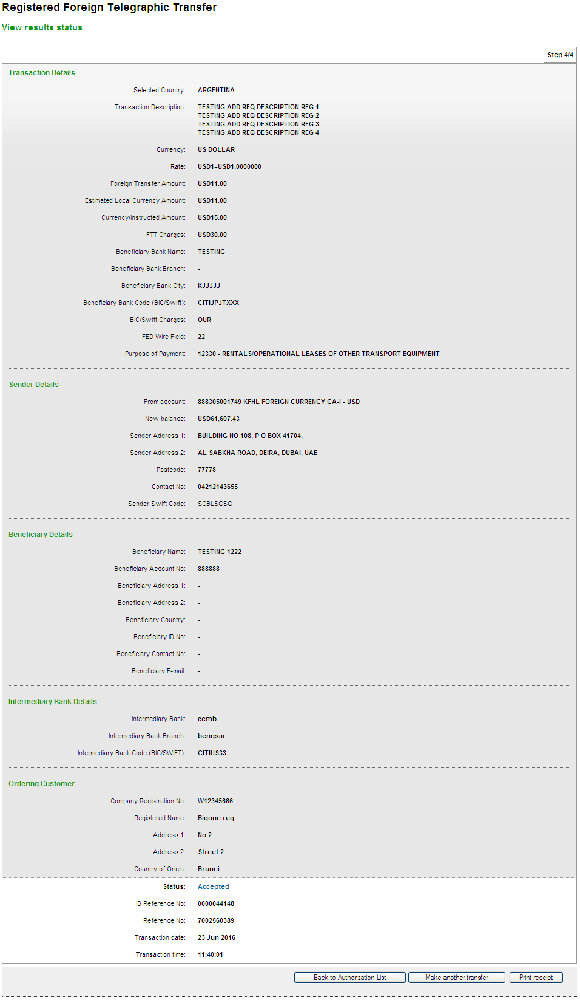 Registered Foreign Telegraphic Transfer
View results status
Step 4/4
Transaction Details
Selected Country: ARGENTINA
Transaction Description: TESTING ADD REQ DESCRIPTION REG 1
TESTING ADD REQ DESCRIPTION REG 2
TESTING ADD REQ DESCRIPTION REG 3
TESTING ADD REQ DESCRIPTION REG 4
Currency: US DOLLAR
Rate: USD1=USD1.0000000
Foreign Transfer Amount: USD11.00
Estimated Local Currency Amount: USD11.00
Currency/Instructed Amount: USD15.00
FTT Charges: USD30.00
Beneficiary Bank Name: TESTING
Beneficiary Bank Branch: -
Beneficiary Bank City: KJJJJJ
Beneficiary Bank Code (BIC/Swift): CITIJPJTXXX
BIC/Swift Charges: OUR
FED Wire Field: 22
Purpose of Payment: 12330 - RENTALS/OPERATIONAL LEASES OF OTHER TRANSPORT EQUIPMENT
Sender Details
From account: 888305001749 KFHL FOREIGN CURRENCY CA-i - USD
New balance: USD61,607.43
Sender Address 1: BUILDING NO 108, P O BOX 41704,
Sender Address 2: AL SABKHA ROAD, DEIRA, DUBAI, UAE
Postcode: 77778
Contact No: 04212143655
Sender Swift Code: SCBLSGSG
Beneficiary Details
Beneficiary Name: TESTING 1222
Beneficiary Account No: 888888
Beneficiary Address 1: -
Beneficiary Address 2: -
Beneficiary Country: -
Beneficiary ID No: -
Beneficiary Contact No: -
Beneficiary E-mail: -
Intermediary Bank Details
Intermediary Bank: cemb
Intermediary Bank Branch: bengsar
Intermediary Bank Code (BIC/SWIFT): CITIUS33
Ordering Customer
Company Registration No: W12345666
Registered Name: Bigone reg
Address 1: No 2
Address 2: Street 2
Country of Origin: Brunei
Status: Accepted
IB Reference No: 0000044148
Reference No: 7002560389
Transaction date: 23 Jun 2016
Transaction time: 11:40:01
Back to Authorization List Make another transfer Print receipt